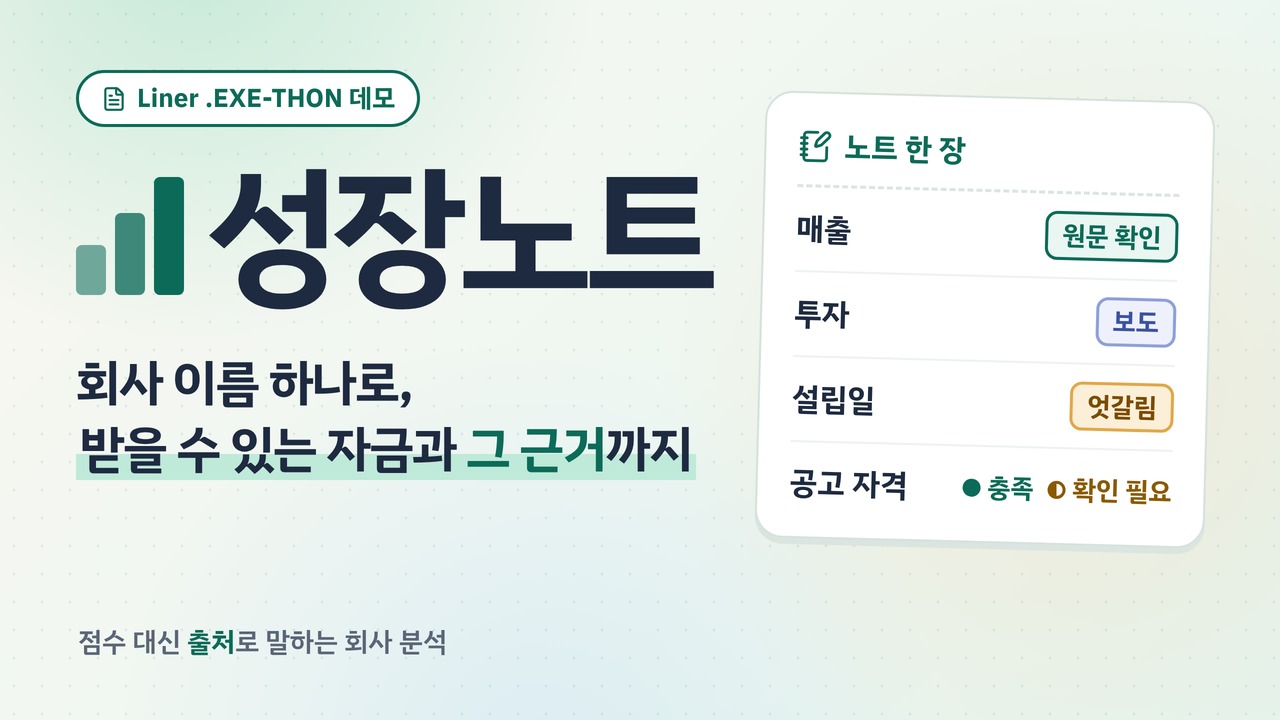 Liner .EXE-THON 데모
성장노트
회사 이름 하나로,
받을 수 있는 자금과 그 근거까지
점수 대신 출처로 말하는 회사 분석
노트 한 장
매출 원문 확인
투자 보도
설립일 엇갈림
공고 자격 충족 확인 필요